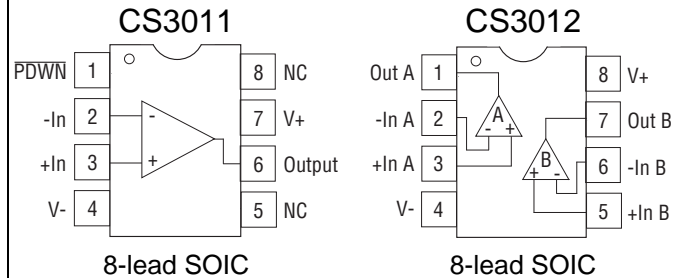 CS3011
PDWN 1
8 NC
-In 2
-
7 V+
+In 3
+
6 Output
V- 4
5 NC
8-lead SOIC
CS3012
Out A 1
8 V+
-In A 2
A
- +
7 Out B
+In A 3
B
+ -
6 -In B
V- 4
5 +In B
8-lead SOIC